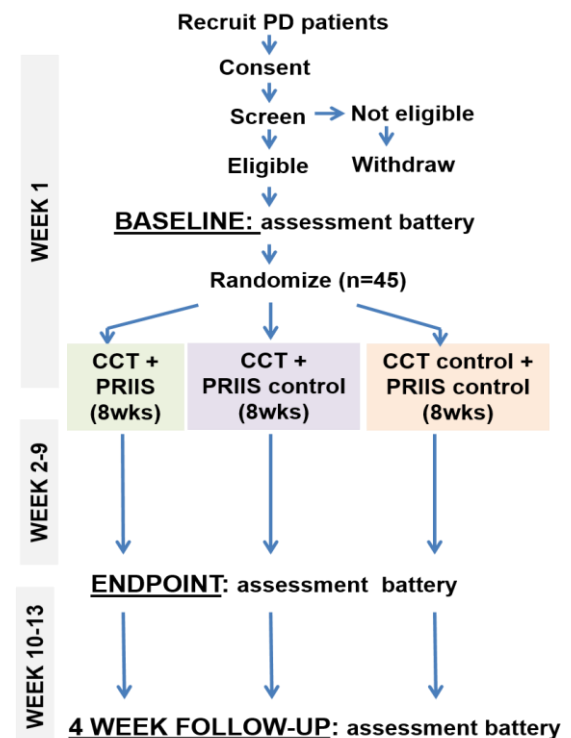 Recruit PD patients
Consent
Screen
Not eligible
Eligible
Withdraw
BASELINE: assessment battery
Randomize (n=45)
WEEK 1
CCT +
PRIIS
(8wks)
CCT +
PRIIS control
(8wks)
CCT control +
PRIIS control
(8wks)
WEEK 2-9
ENDPOINT: assessment battery
WEEK 10-13
4 WEEK FOLLOW-UP: assessment battery